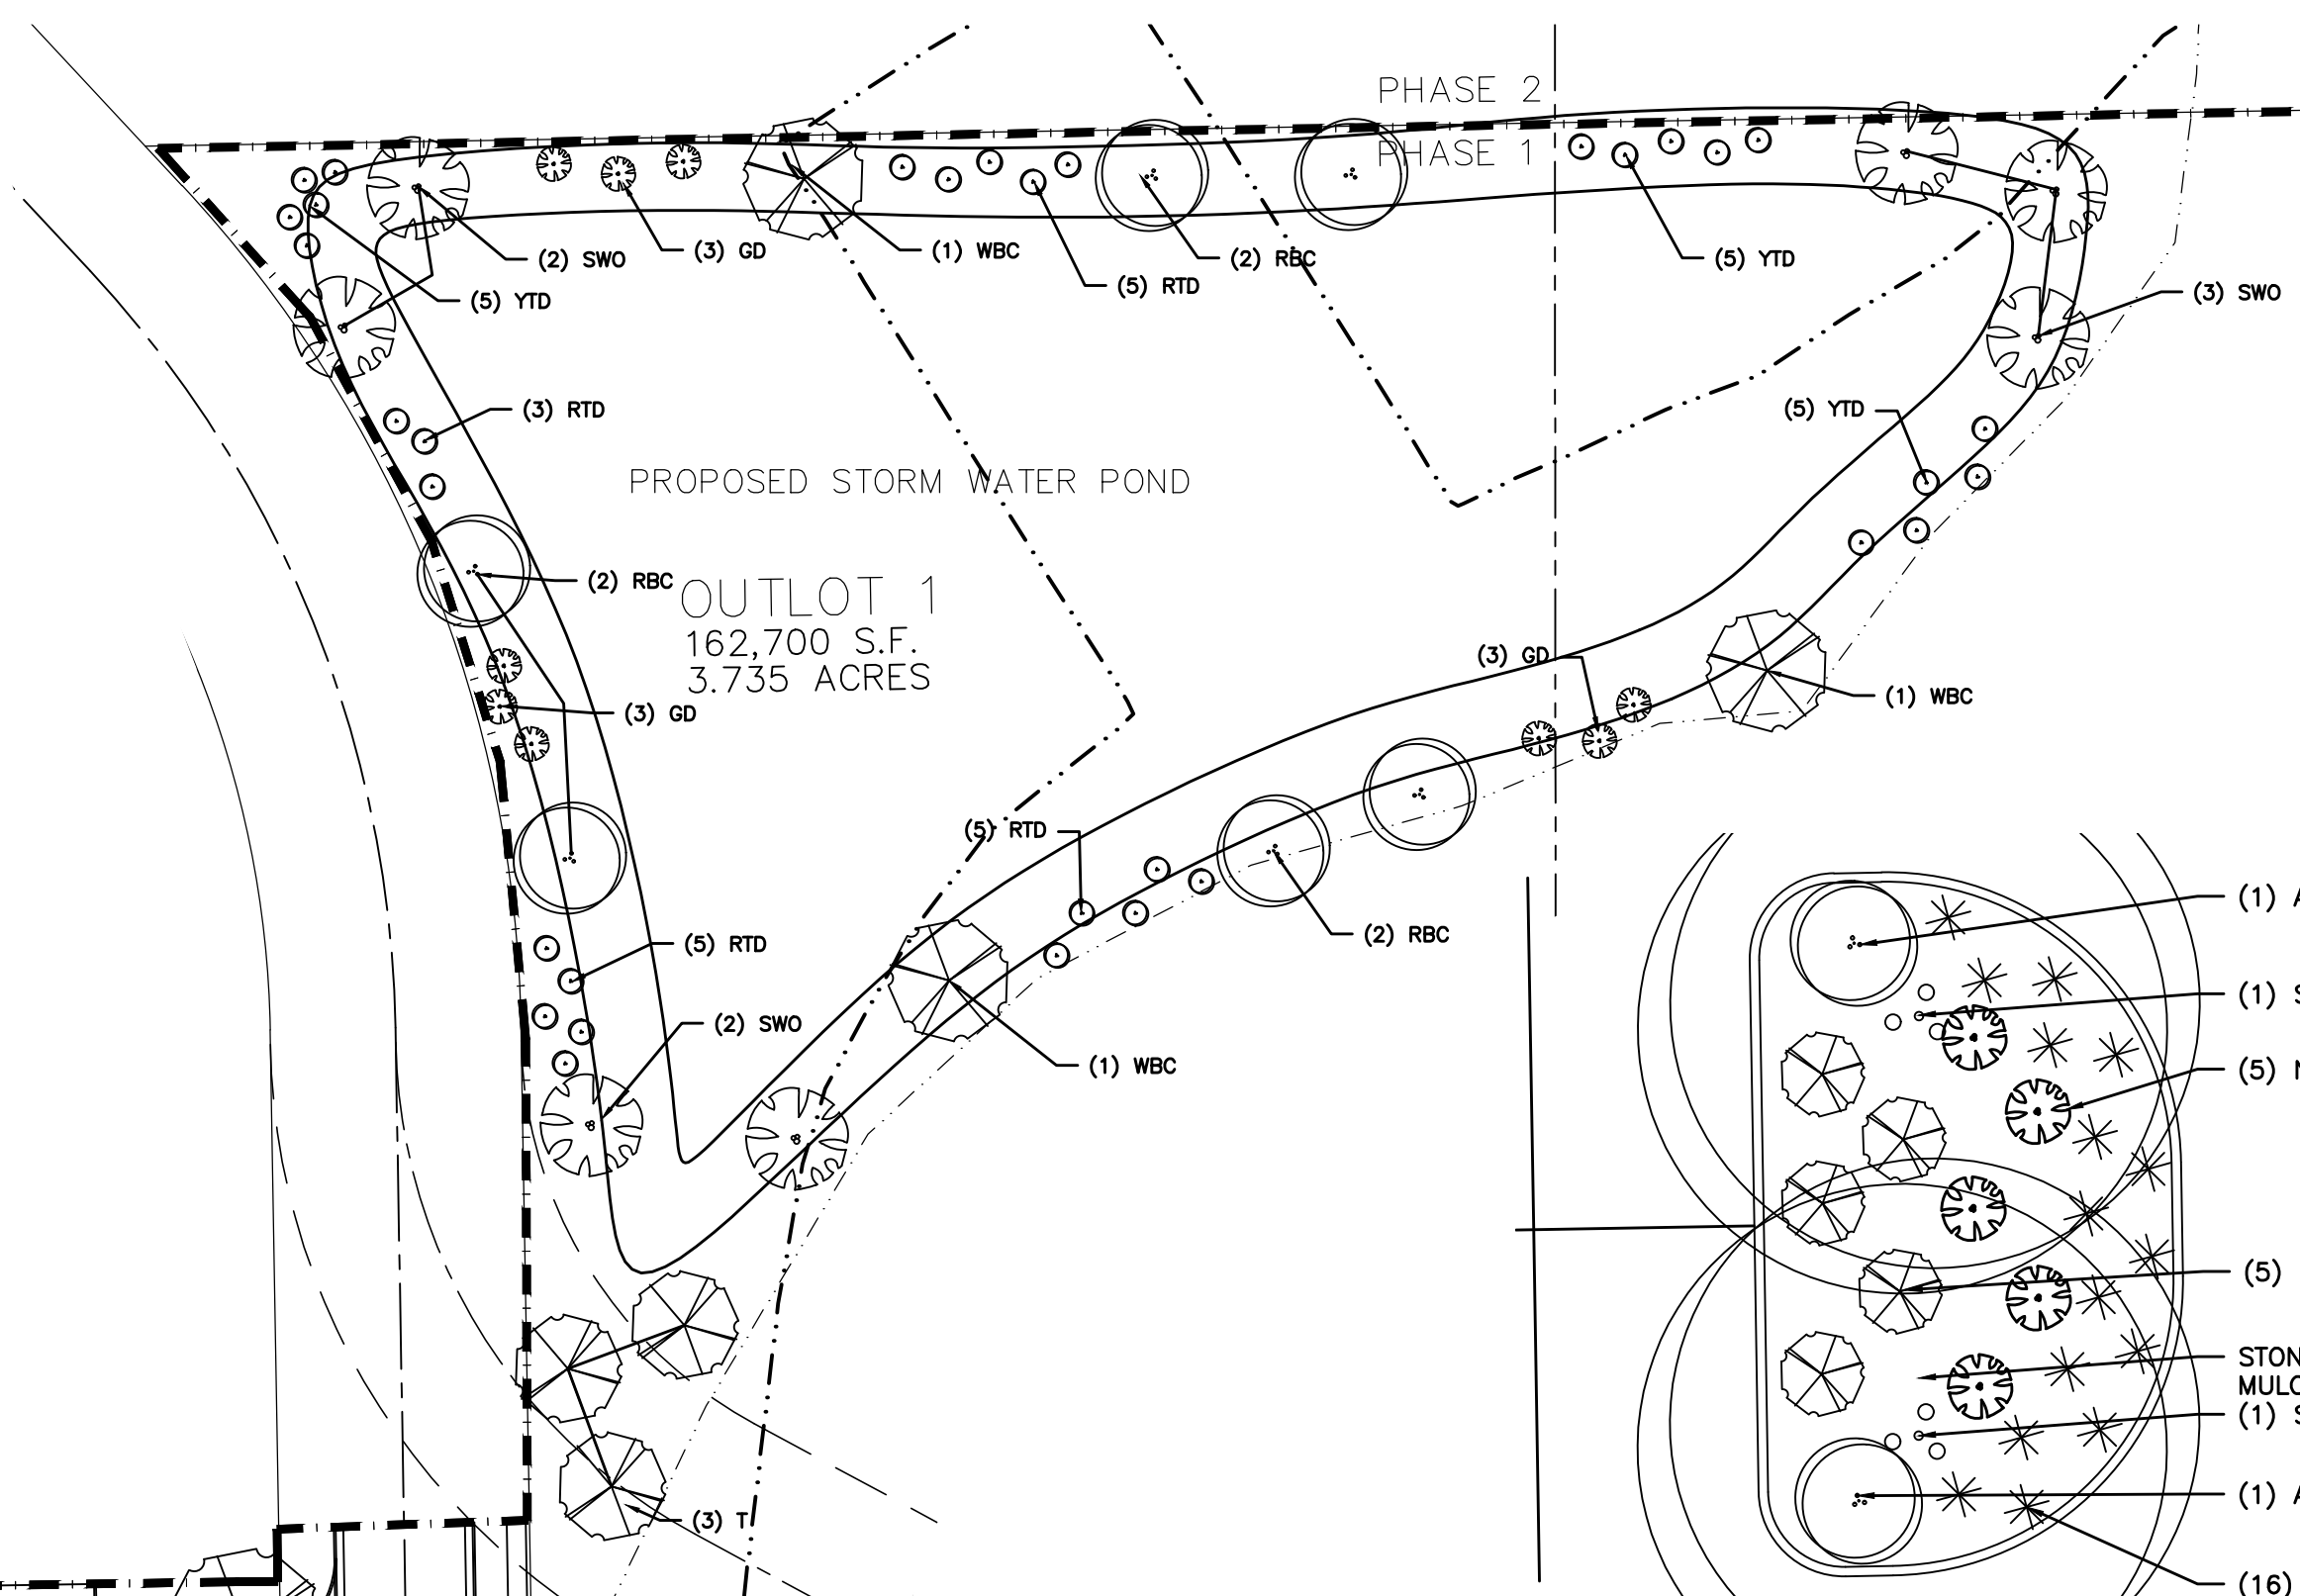 PHASE 2
PHASE 1
(2) SWO
(3) GD
(1) WBC
(5) RTD
(2) RBC
(5) YTD
(3) SWO
(5) YTD
(3) RTD
(5) YTD
PROPOSED STORM WATER POND
(2) RBC
OUTLOT 1
162,700 S.F.
3.735 ACRES
(3) GD
(3) GD
(1) WBC
(5) RTD
(2) RBC
(5) RTD
(2) SWO
(1) WBC
(3) T
(1) A
(1) S
(5)
(5)
STON
MULC
(1) S
(1) A
(16)